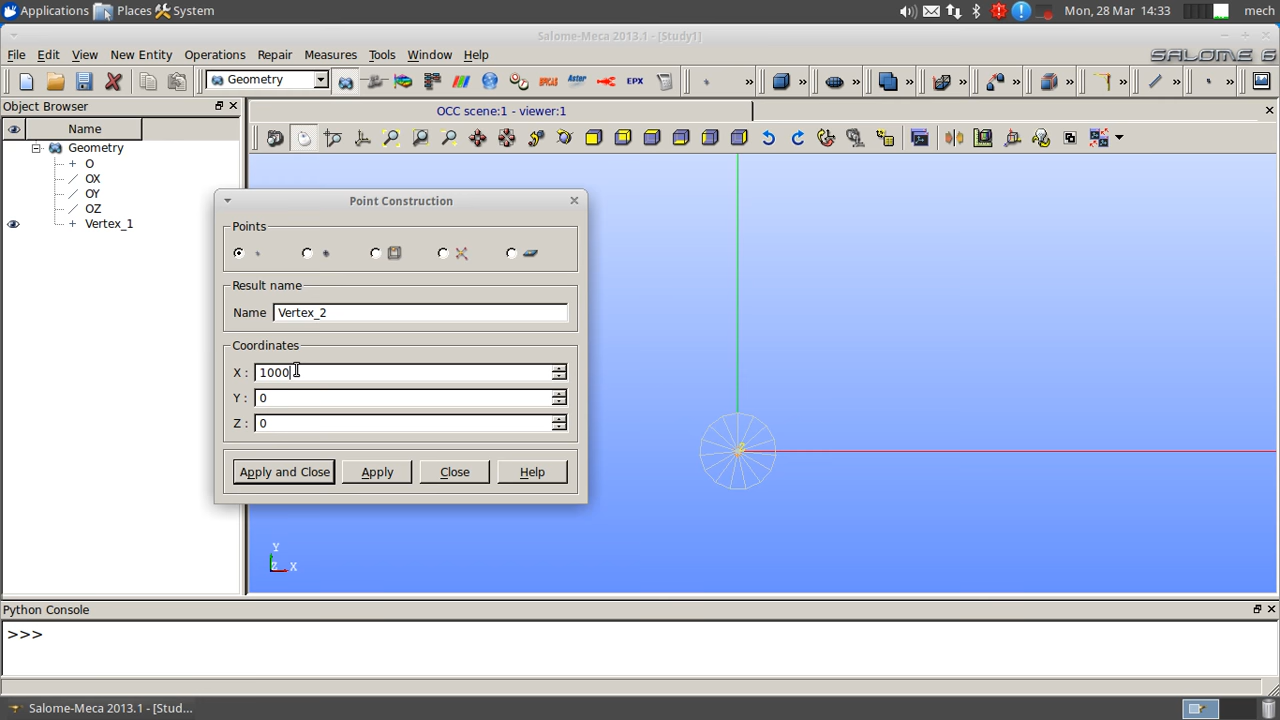 Applications Places System Mon, 28 Mar 14:33 mech
Salome-Meca 2013.1 - [Study1]
File Edit View New Entity Operations Repair Measures Tools Window Help SALOME 6
Geometry EFICAS Aster EPX
Object Browser OCC scene:1 - viewer:1
Name
Geometry
O
OX
OY
OZ
Vertex_1
Point Construction
Points
Result name
Name Vertex_2
Coordinates
X : 1000
Y : 0
Z : 0
Apply and Close Apply Close Help
Y
Z X
Python Console
>>>
Salome-Meca 2013.1 - [Stud...